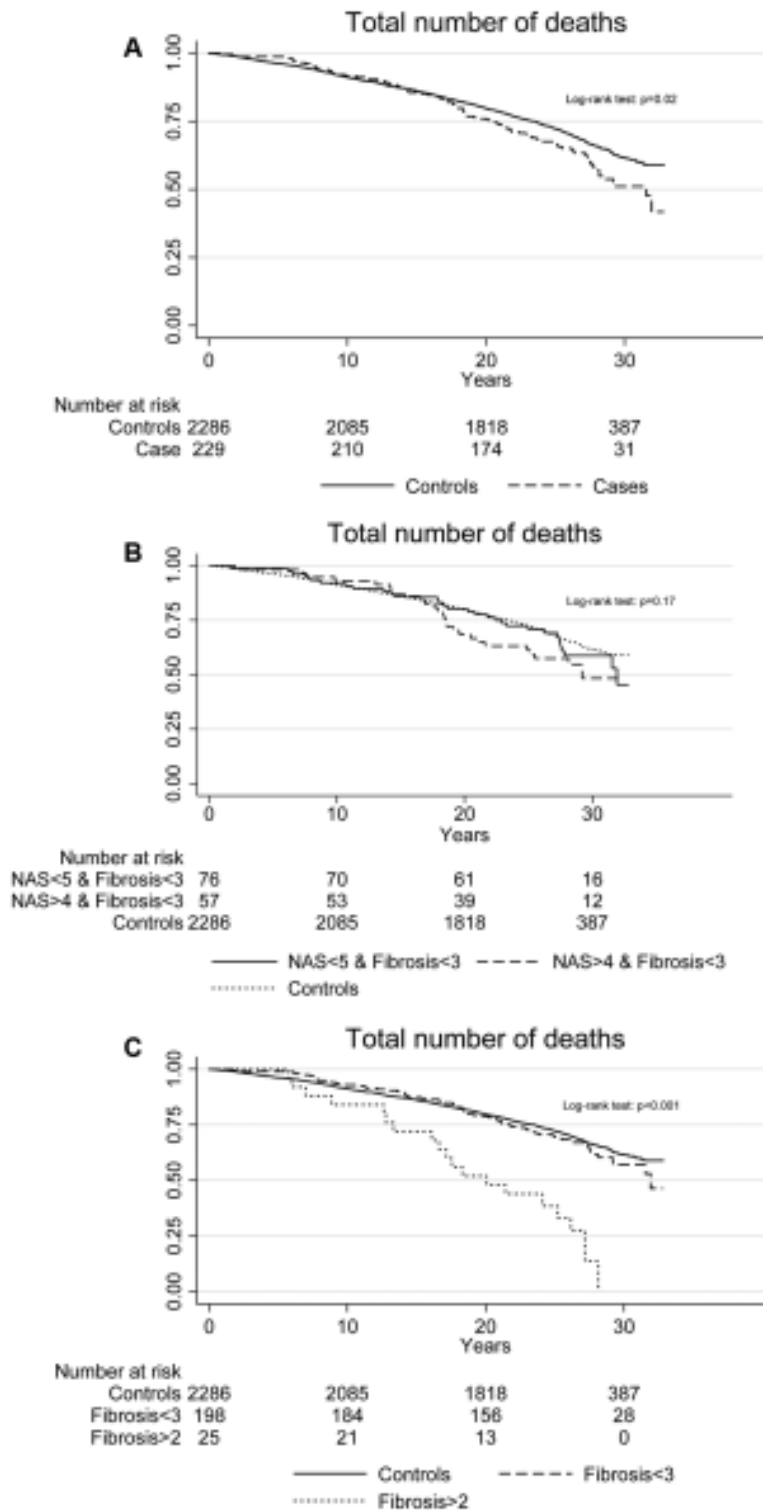 A
Total number of deaths
1.00
0.75
0.50
0.25
0.00
Log-rank test: p=0.02
0 10 20 30
Years
Number at risk
Controls 2286 2085 1818 387
Case 229 210 174 31
Controls Cases
B
Total number of deaths
1.00
0.75
0.50
0.25
0.00
Log-rank test: p=0.17
0 10 20 30
Years
Number at risk
NAS<5 & Fibrosis<3 76 70 61 16
NAS>4 & Fibrosis<3 57 53 39 12
Controls 2286 2085 1818 387
NAS<5 & Fibrosis<3 NAS>4 & Fibrosis<3
Controls
C
Total number of deaths
1.00
0.75
0.50
0.25
0.00
Log-rank test: p=0.001
0 10 20 30
Years
Number at risk
Controls 2286 2085 1818 387
Fibrosis<3 198 184 156 28
Fibrosis>2 25 21 13 0
Controls Fibrosis<3
Fibrosis>2